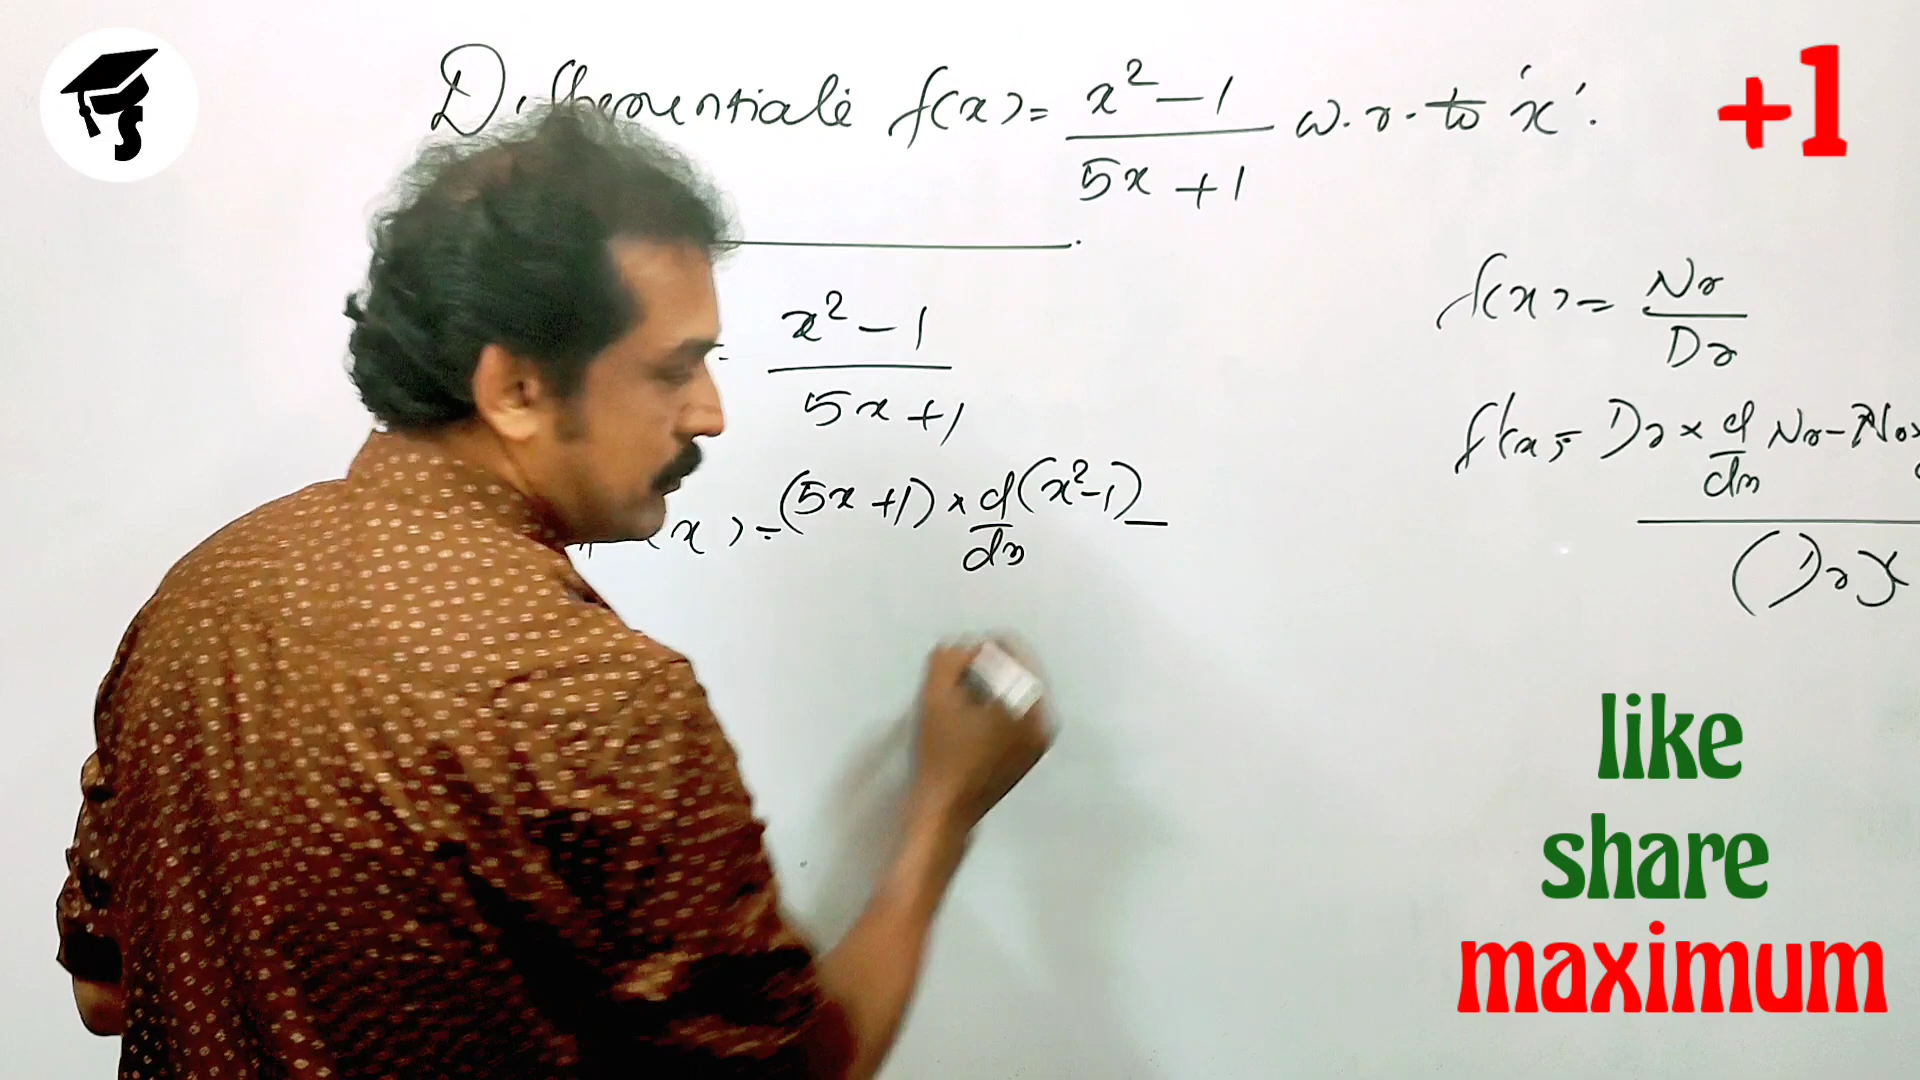 Differentiate f(x) = x² - 1 / 5x + 1 w.r.to 'x'.
+1
x² - 1 / 5x + 1
(x) = (5x + 1) × d/dx (x² - 1) -
f(x) = Nr / Dr
f'(x) = Dr × d/dx Nr - Nr × / (Dr)
like
share
maximum